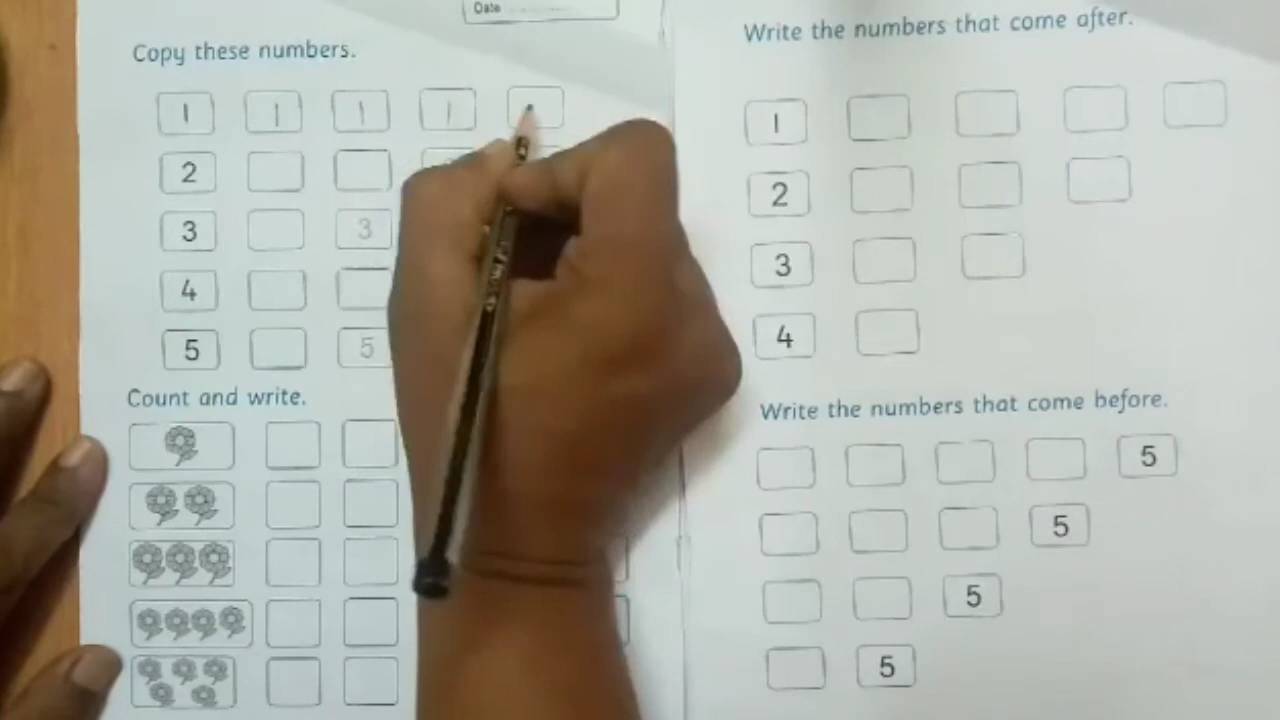 Date
Copy these numbers.
1 1 1 1
2
3 3
4
5 5
Count and write.
Write the numbers that come after.
1
2
3
4
Write the numbers that come before.
5
5
5
5